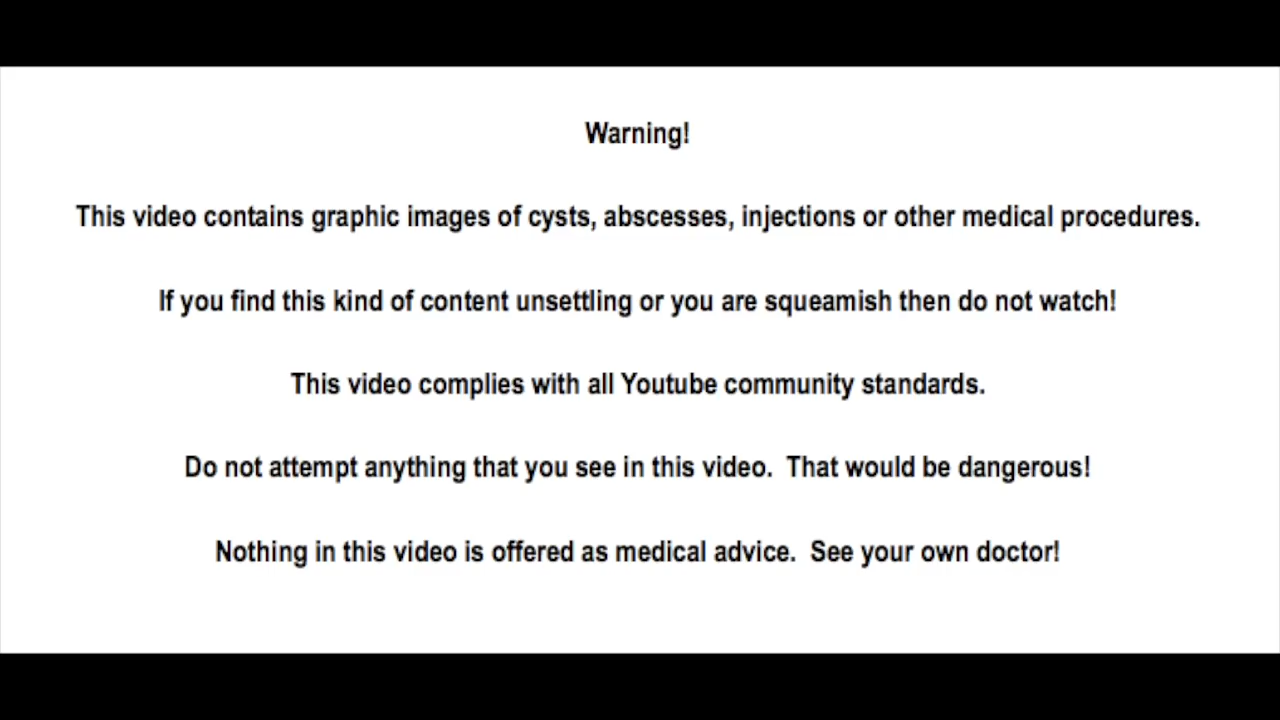 Warning!
This video contains graphic images of cysts, abscesses, injections or other medical procedures.
If you find this kind of content unsettling or you are squeamish then do not watch!
This video complies with all Youtube community standards.
Do not attempt anything that you see in this video.  That would be dangerous!
Nothing in this video is offered as medical advice.  See your own doctor!